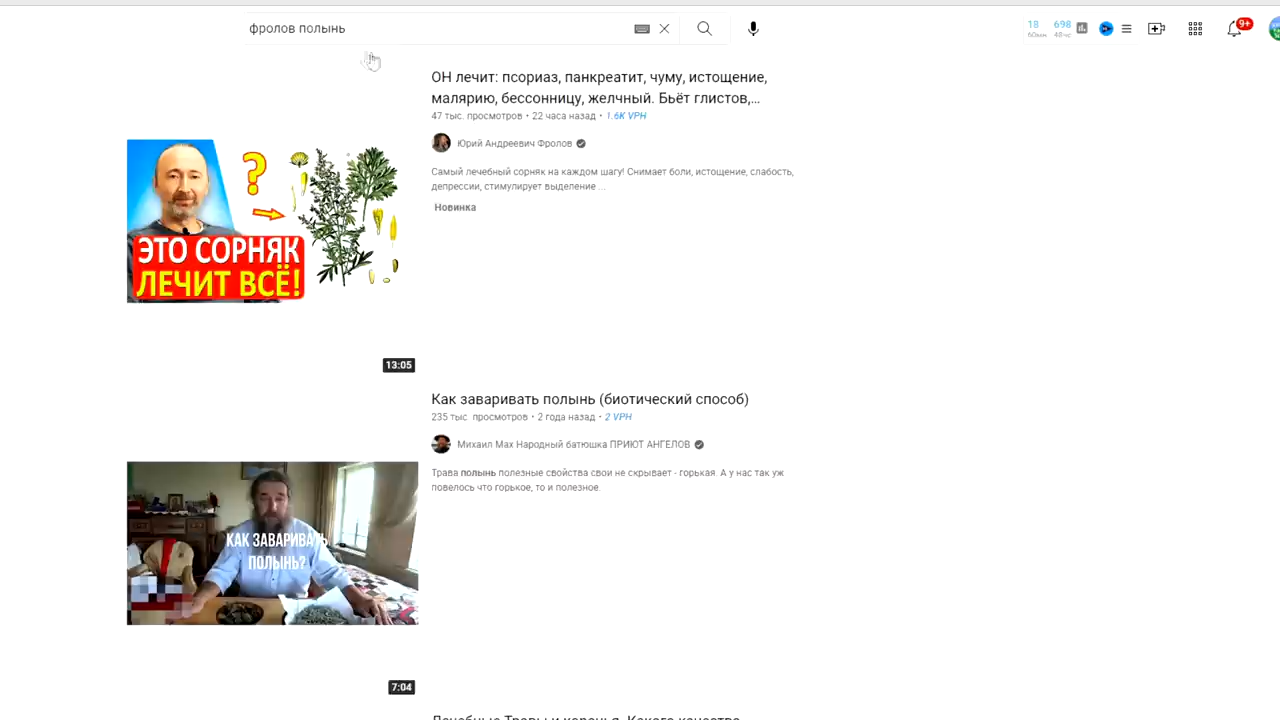 фролов полынь
18 698
60мин. 48чс.
9+
ОН лечит: псориаз, панкреатит, чуму, истощение,
малярию, бессонницу, желчный. Бьёт глистов,...
47 тыс. просмотров • 22 часа назад • 1.6K VPH
Юрий Андреевич Фролов
Самый лечебный сорняк на каждом шагу! Снимает боли, истощение, слабость,
депрессии, стимулирует выделение ...
Новинка
?
ЭТО СОРНЯК
ЛЕЧИТ ВСЁ!
13:05
Как заваривать полынь (биотический способ)
235 тыс. просмотров • 2 года назад • 2 VPH
Михаил Мах Народный батюшка ПРИЮТ АНГЕЛОВ
Трава полынь полезные свойства свои не скрывает - горькая. А у нас так уж
повелось что горькое, то и полезное.
КАК ЗАВАРИВАТЬ
ПОЛЫНЬ?
7:04